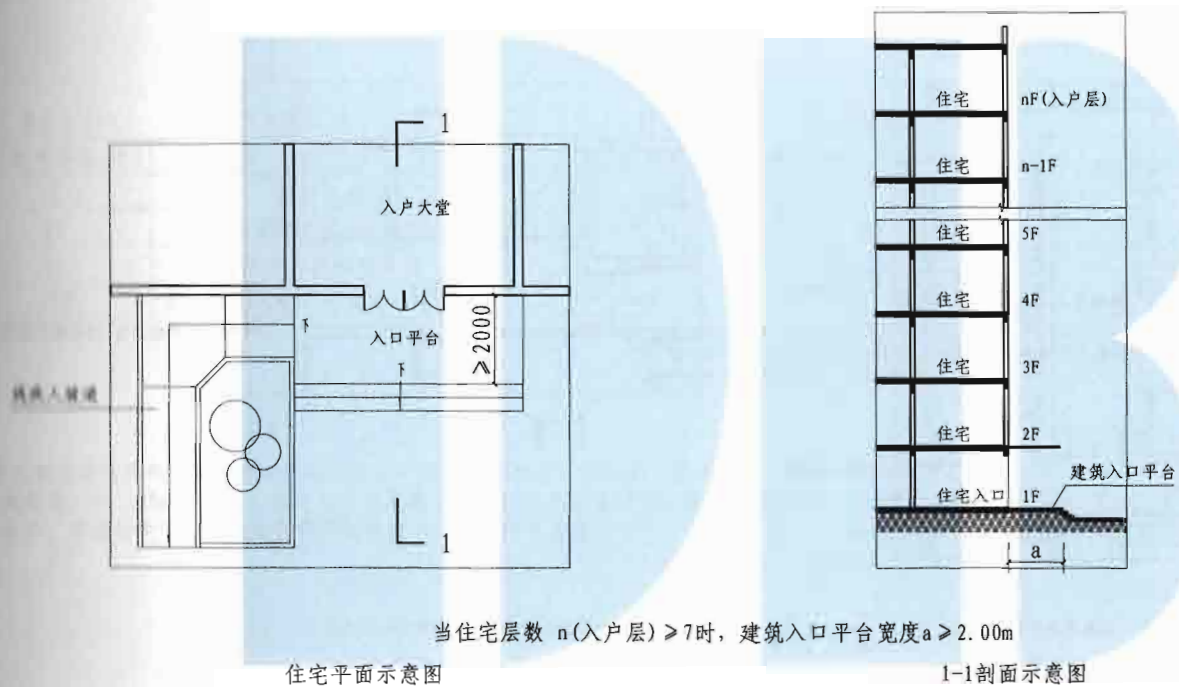 1
入户大堂
下
入口平台
下
≥2000
1
住宅 nF(入户层)
住宅 n-1F
住宅 5F
住宅 4F
住宅 3F
住宅 2F
建筑入口平台
住宅入口 1F
a
当住宅层数 n(入户层)≥7时,建筑入口平台宽度a≥2.00m
住宅平面示意图
1-1剖面示意图